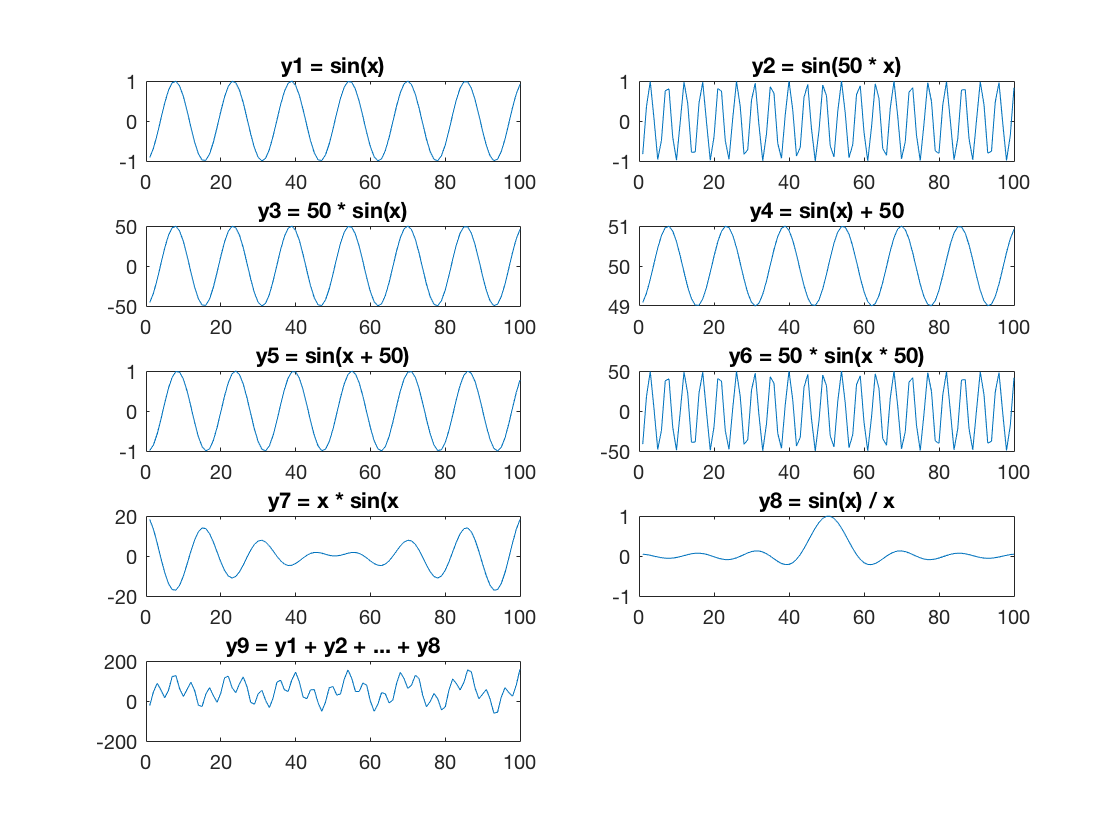 y1 = sin(x)
1
0
-1
0 20 40 60 80 100
y2 = sin(50 * x)
1
0
-1
0 20 40 60 80 100
y3 = 50 * sin(x)
50
0
-50
0 20 40 60 80 100
y4 = sin(x) + 50
51
50
49
0 20 40 60 80 100
y5 = sin(x + 50)
1
0
-1
0 20 40 60 80 100
y6 = 50 * sin(x * 50)
50
0
-50
0 20 40 60 80 100
y7 = x * sin(x
20
0
-20
0 20 40 60 80 100
y8 = sin(x) / x
1
0
-1
0 20 40 60 80 100
y9 = y1 + y2 + ... + y8
200
0
-200
0 20 40 60 80 100